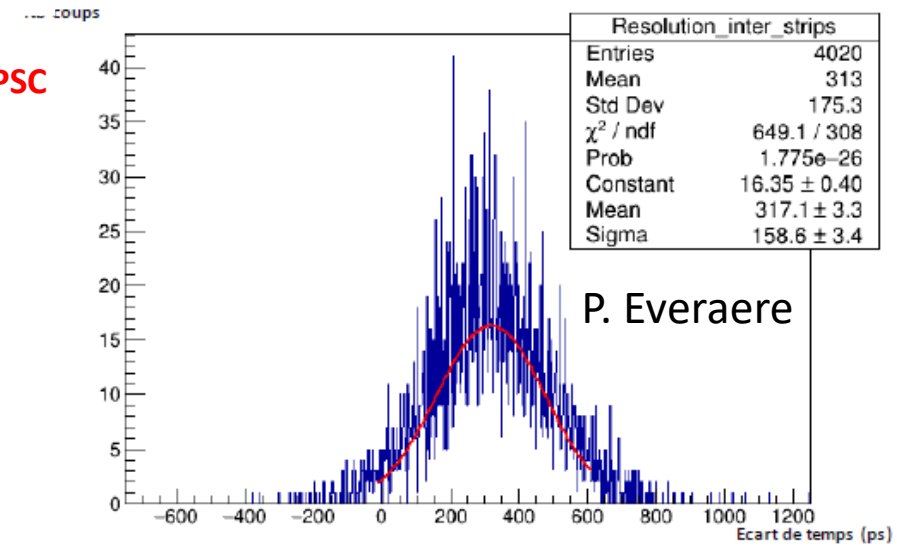 coups
PSC
Resolution_inter_strips
Entries 4020
Mean 313
Std Dev 175.3
χ² / ndf 649.1 / 308
Prob 1.775e−26
Constant 16.35 ± 0.40
Mean 317.1 ± 3.3
Sigma 158.6 ± 3.4
P. Everaere
40
35
30
25
20
15
10
5
0
−600 −400 −200 0 200 400 600 800 1000 1200
Ecart de temps (ps)